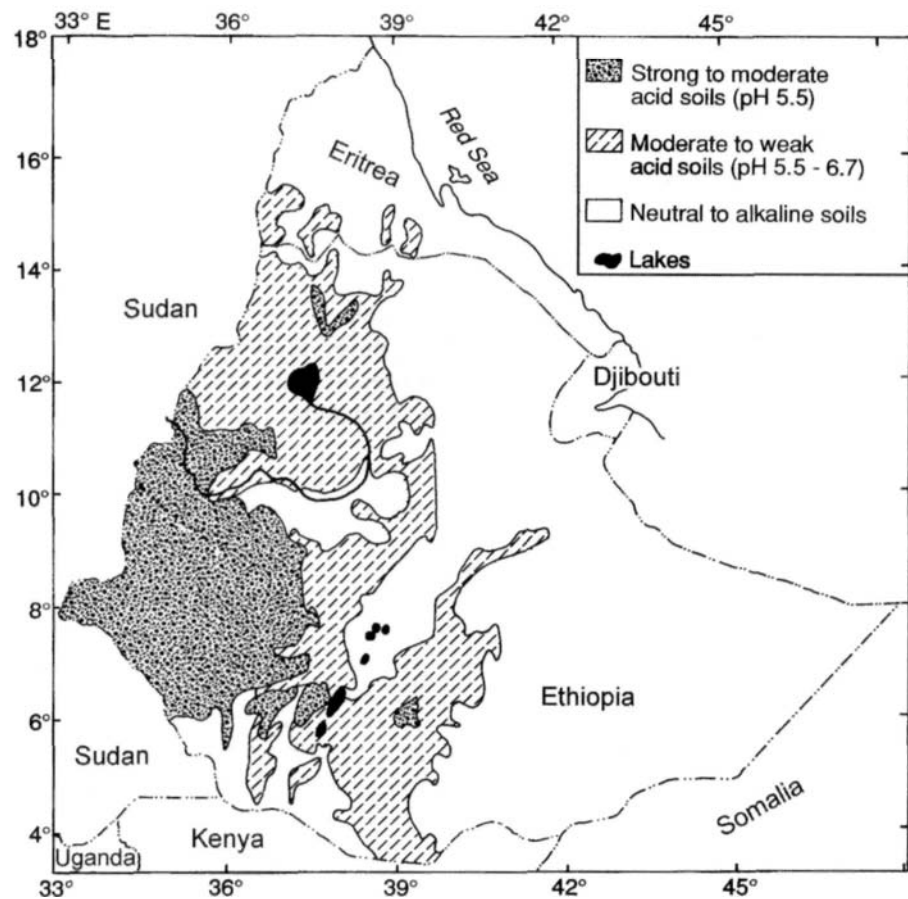 33° E
36°
39°
42°
45°
18°
16°
14°
12°
10°
8°
6°
4°
Strong to moderate
acid soils (pH 5.5)
Moderate to weak
acid soils (pH 5.5 - 6.7)
Neutral to alkaline soils
Lakes
Red Sea
Eritrea
Sudan
Djibouti
Ethiopia
Sudan
Somalia
Kenya
Uganda
33°
36°
39°
42°
45°